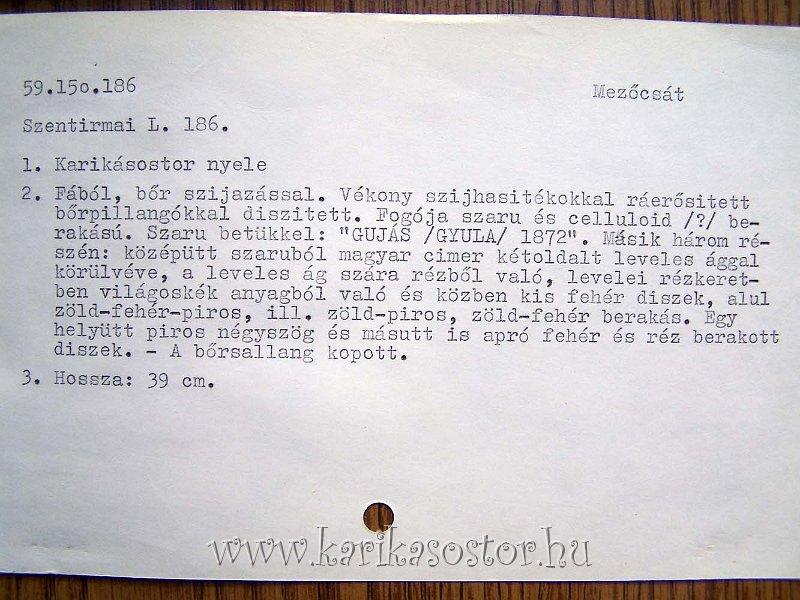 59.15o.186
Mezőcsát
Szentirmai L. 186.
1. Karikásostor nyele
2. Fából, bőr szijazással. Vékony szijhasitékokkal ráerősitett
bőrpillangókkal diszitett. Fogója szaru és celluloid /?/ be-
rakású. Szaru betükkel: "GUJÁS /GYULA/ 1872". Másik három ré-
szén: középütt szaruból magyar cimer kétoldalt leveles ággal
körülvéve, a leveles ág szára rézből való, levelei rézkeret-
ben világoskék anyagból való és közben kis fehér diszek, alul
zöld-fehér-piros, ill. zöld-piros, zöld-fehér berakás. Egy
helyütt piros négyszög és másutt is apró fehér és réz berakott
diszek. - A bőrsallang kopott.
3. Hossza: 39 cm.
www.karikasostor.hu